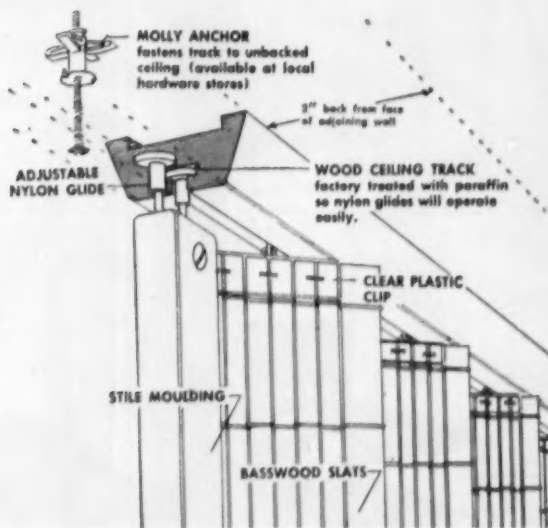 MOLLY ANCHOR
fastens track to unbacked
ceiling (available at local
hardware stores)
2" back from face
of adjoining wall
ADJUSTABLE
NYLON GLIDE
WOOD CEILING TRACK
factory treated with paraffin
so nylon glides will operate
easily.
CLEAR PLASTIC
CLIP
STILE MOULDING
BASSWOOD SLATS